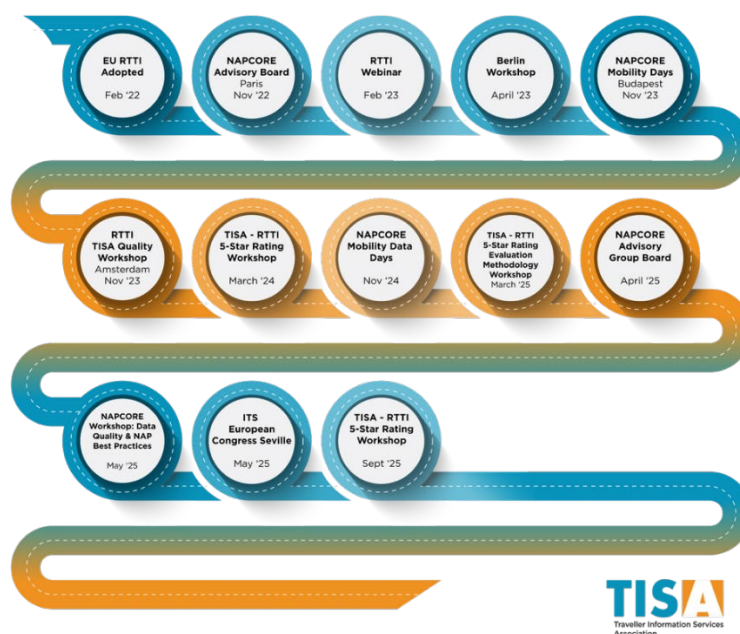 EU RTTI
Adopted
Feb '22
NAPCORE
Advisory Board
Paris
Nov '22
RTTI
Webinar
Feb '23
Berlin
Workshop
April '23
NAPCORE
Mobility Days
Budapest
Nov '23
RTTI
TISA Quality
Workshop
Amsterdam
Nov '23
TISA - RTTI
5-Star Rating
Workshop
March '24
NAPCORE
Mobility Data
Days
Nov '24
TISA - RTTI
5-Star Rating
Evaluation
Methodology
Workshop
March '25
NAPCORE
Advisory
Group Board
April '25
NAPCORE
Workshop: Data
Quality & NAP
Best Practices
May '25
ITS
European
Congress Seville
May '25
TISA - RTTI
5-Star Rating
Workshop
Sept '25
TISA
Traveller Information Services
Association